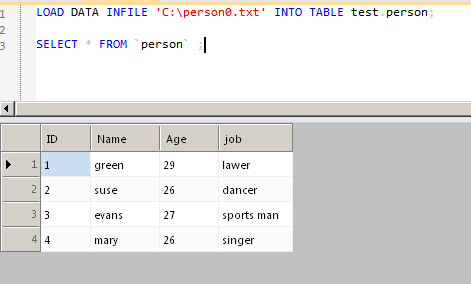 1 LOAD DATA INFILE 'C:\person0.txt' INTO TABLE test.person;
2
3 SELECT * FROM `person` ;
ID Name Age job
1 1 green 29 lawer
2 2 suse 26 dancer
3 3 evans 27 sports man
4 4 mary 26 singer